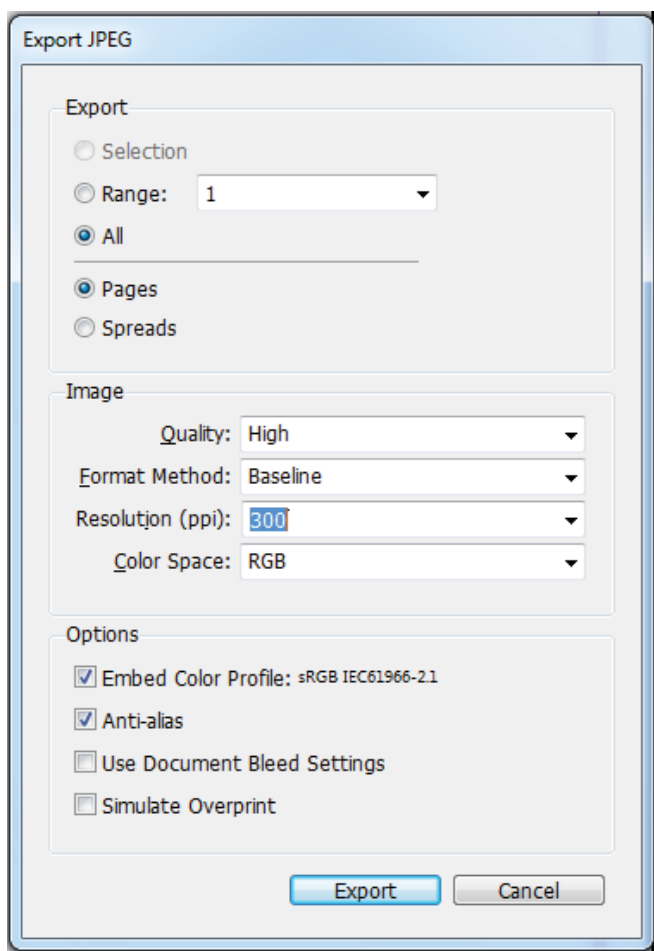 Export JPEG
Export
Selection
Range: 1
All
Pages
Spreads
Image
Quality: High
Format Method: Baseline
Resolution (ppi): 300
Color Space: RGB
Options
Embed Color Profile: sRGB IEC61966-2.1
Anti-alias
Use Document Bleed Settings
Simulate Overprint
Export Cancel